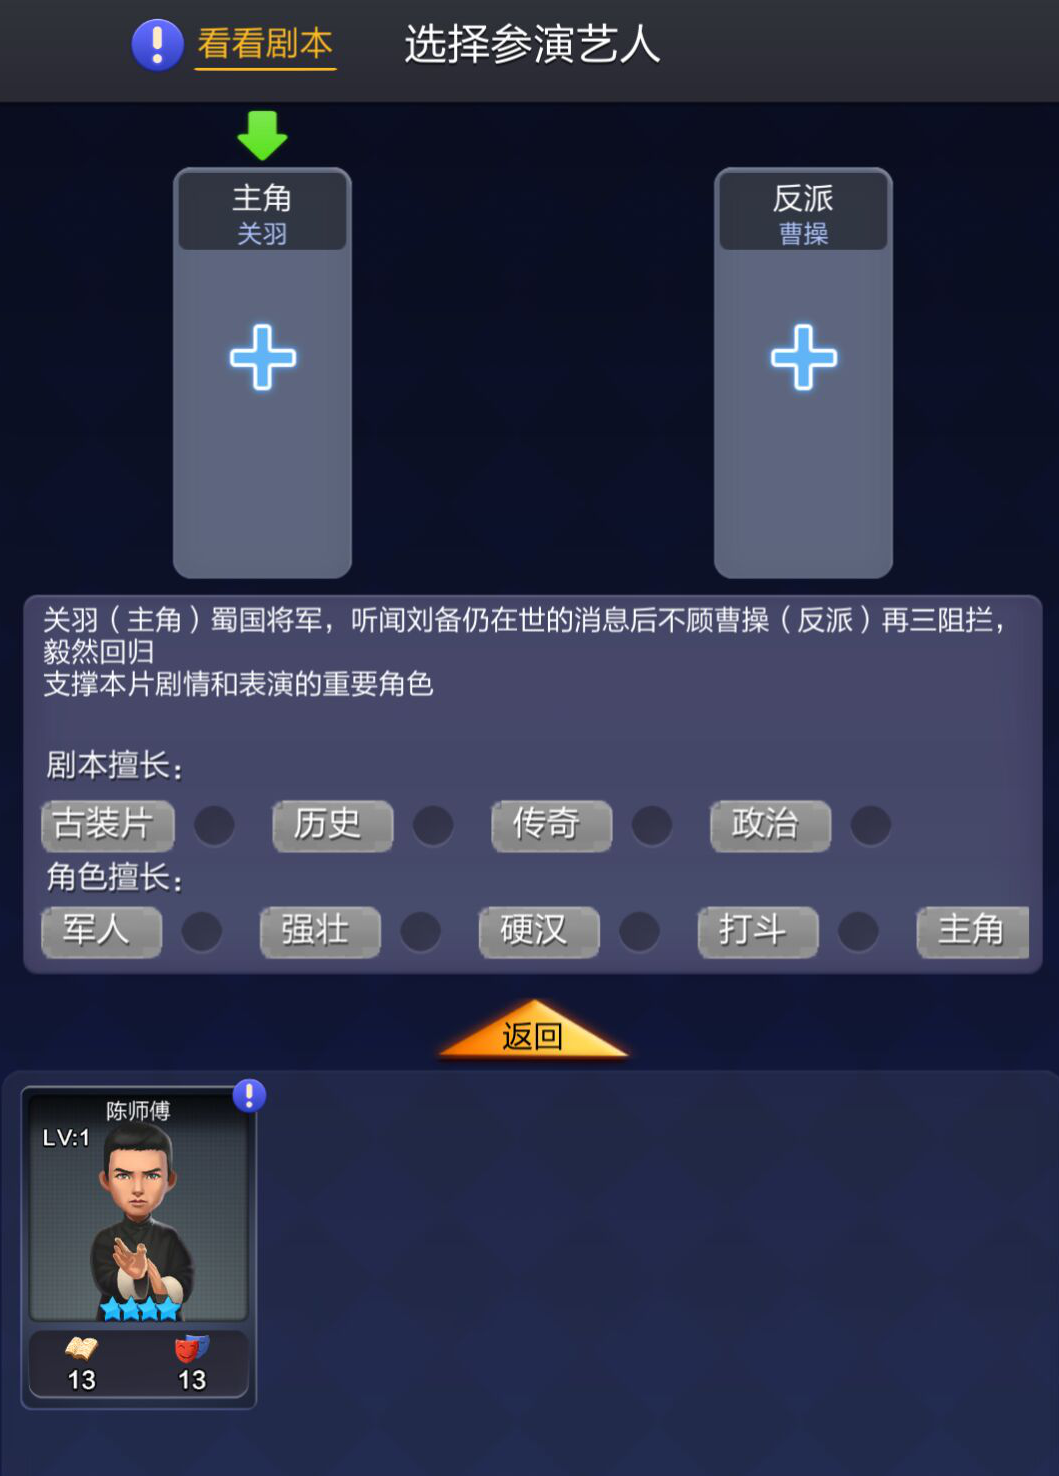 看看剧本 选择参演艺人
主角 反派
关羽 曹操
关羽（主角）蜀国将军，听闻刘备仍在世的消息后不顾曹操（反派）再三阻拦，
毅然回归
支撑本片剧情和表演的重要角色
剧本擅长：
古装片 历史 传奇 政治
角色擅长：
军人 强壮 硬汉 打斗 主角
返回
陈师傅
LV:1
13 13